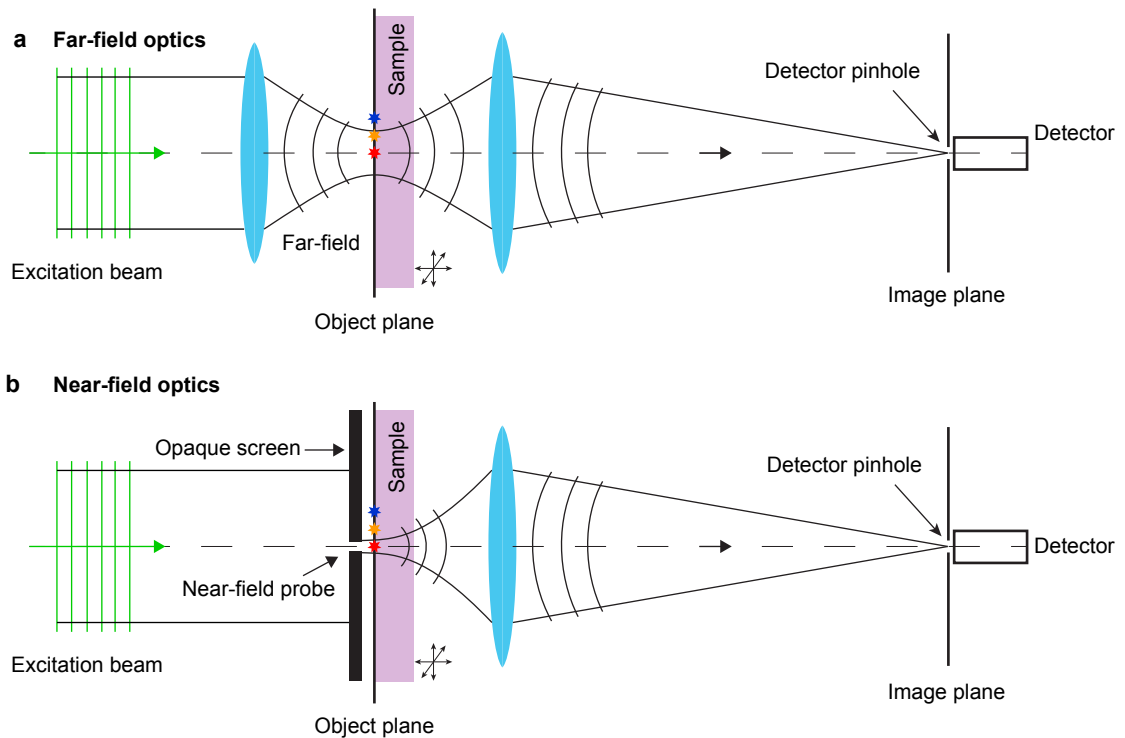 a Far-field optics
Sample
Detector pinhole
Detector
Far-field
Excitation beam
Image plane
Object plane
b Near-field optics
Opaque screen
Sample
Detector pinhole
Detector
Near-field probe
Excitation beam
Image plane
Object plane